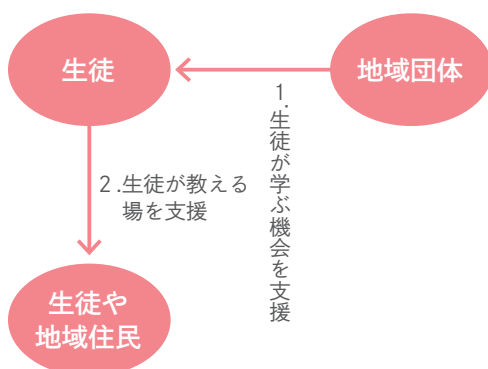 生徒
地域団体
1.生徒が学ぶ機会を支援
2.生徒が教える
場を支援
生徒や
地域住民